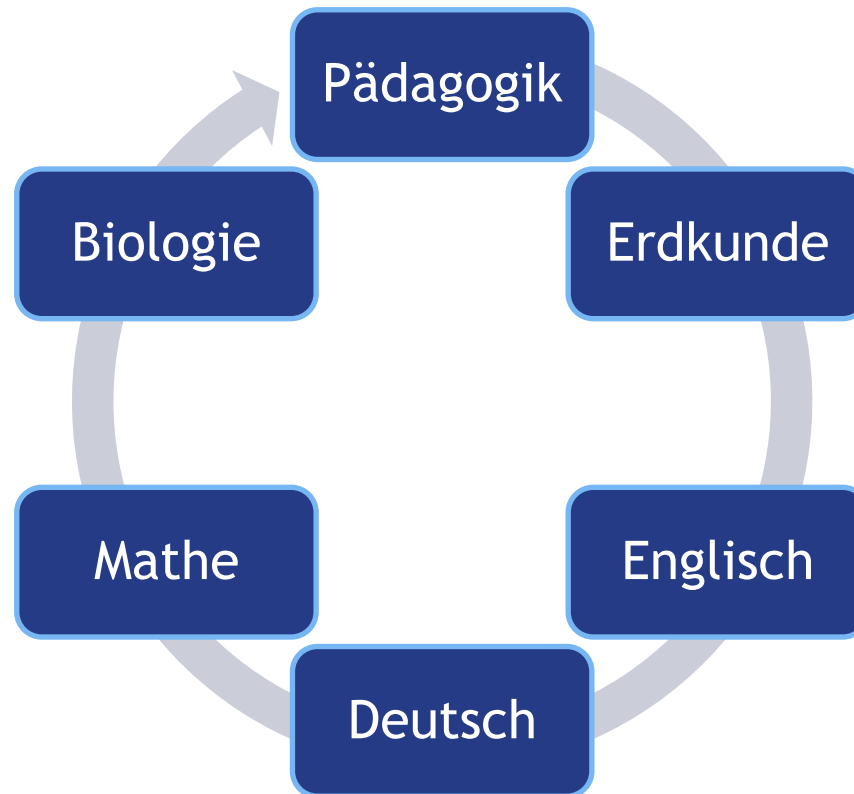 Pädagogik
Erdkunde
Englisch
Deutsch
Mathe
Biologie